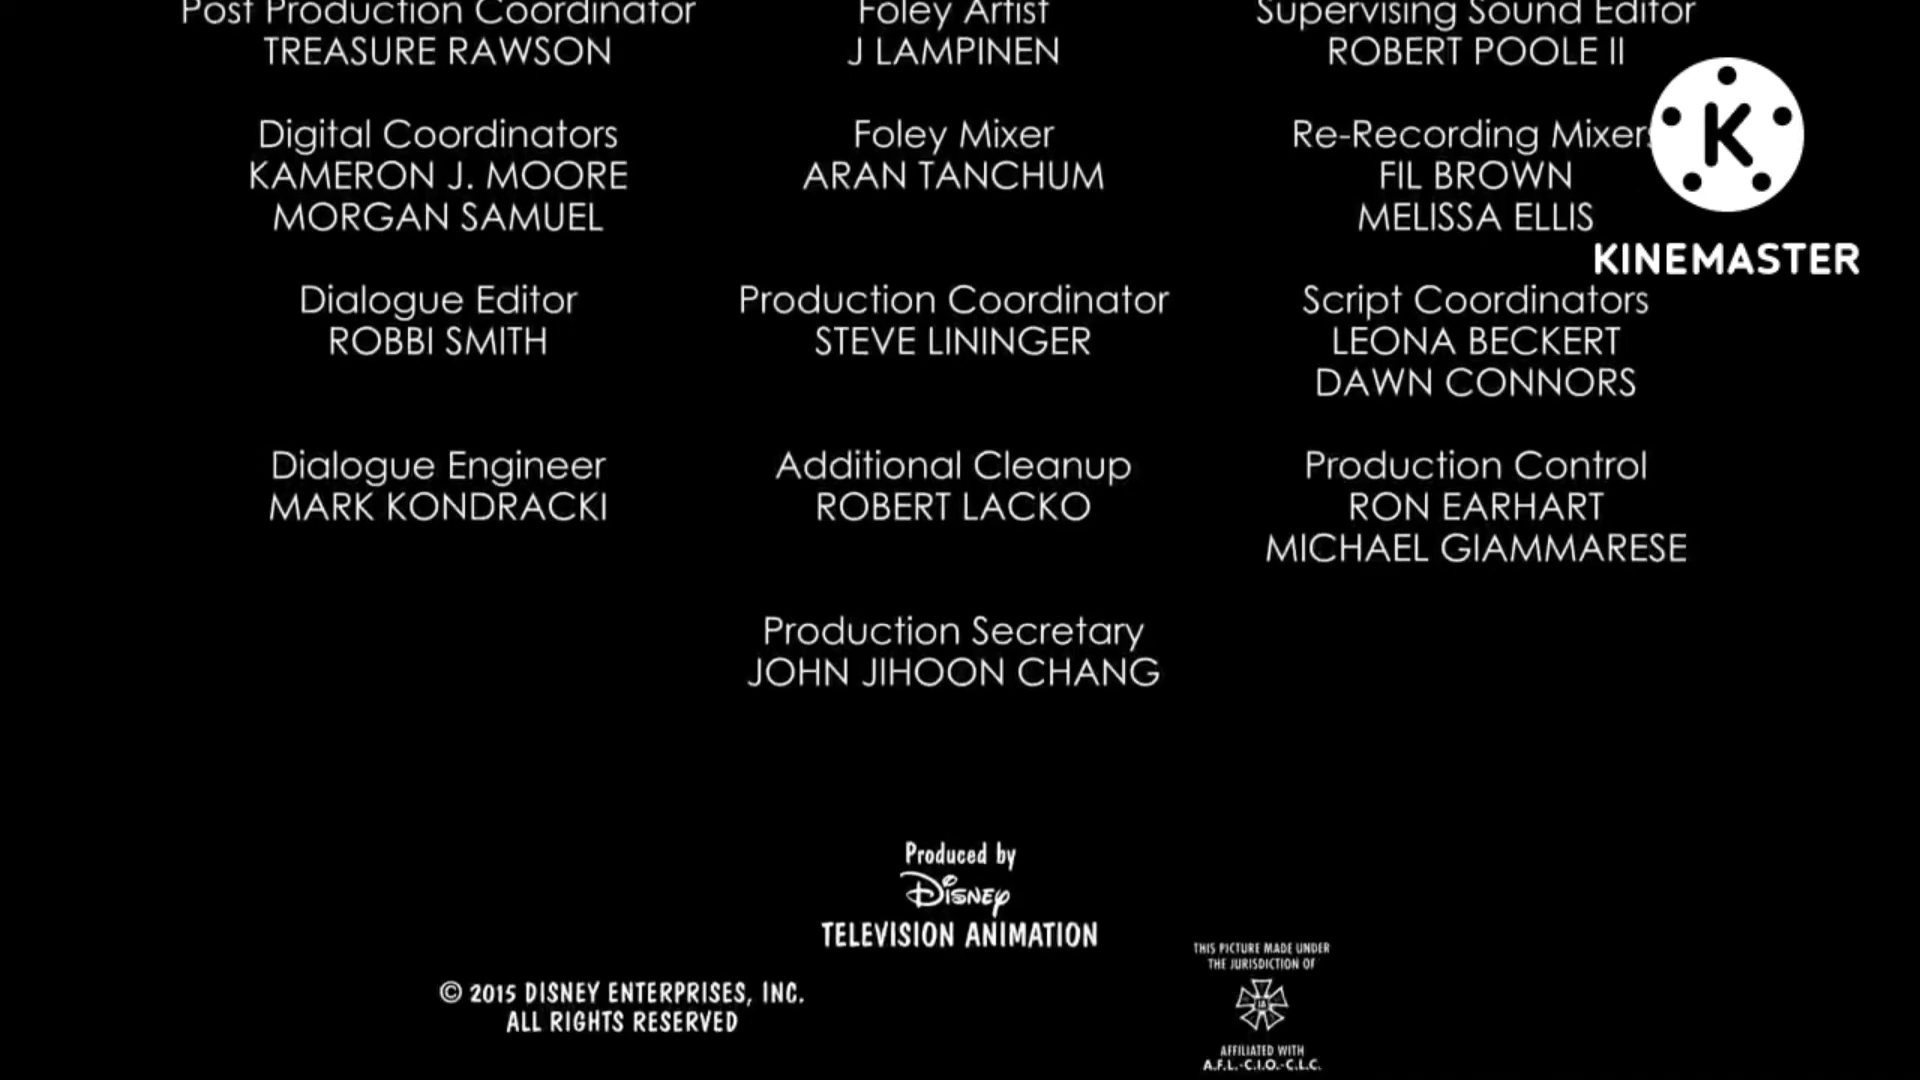 Post Production Coordinator
TREASURE RAWSON
Foley Artist
J LAMPINEN
Supervising Sound Editor
ROBERT POOLE II
Digital Coordinators
KAMERON J. MOORE
MORGAN SAMUEL
Foley Mixer
ARAN TANCHUM
Re-Recording Mixers
FIL BROWN
MELISSA ELLIS
K
KINEMASTER
Dialogue Editor
ROBBI SMITH
Production Coordinator
STEVE LININGER
Script Coordinators
LEONA BECKERT
DAWN CONNORS
Dialogue Engineer
MARK KONDRACKI
Additional Cleanup
ROBERT LACKO
Production Control
RON EARHART
MICHAEL GIAMMARESE
Production Secretary
JOHN JIHOON CHANG
Produced by
DISNEY
TELEVISION ANIMATION
© 2015 DISNEY ENTERPRISES, INC.
ALL RIGHTS RESERVED
THIS PICTURE MADE UNDER
THE JURISDICTION OF
IA
AFFILIATED WITH
A.F.L.-C.I.O.-C.L.C.